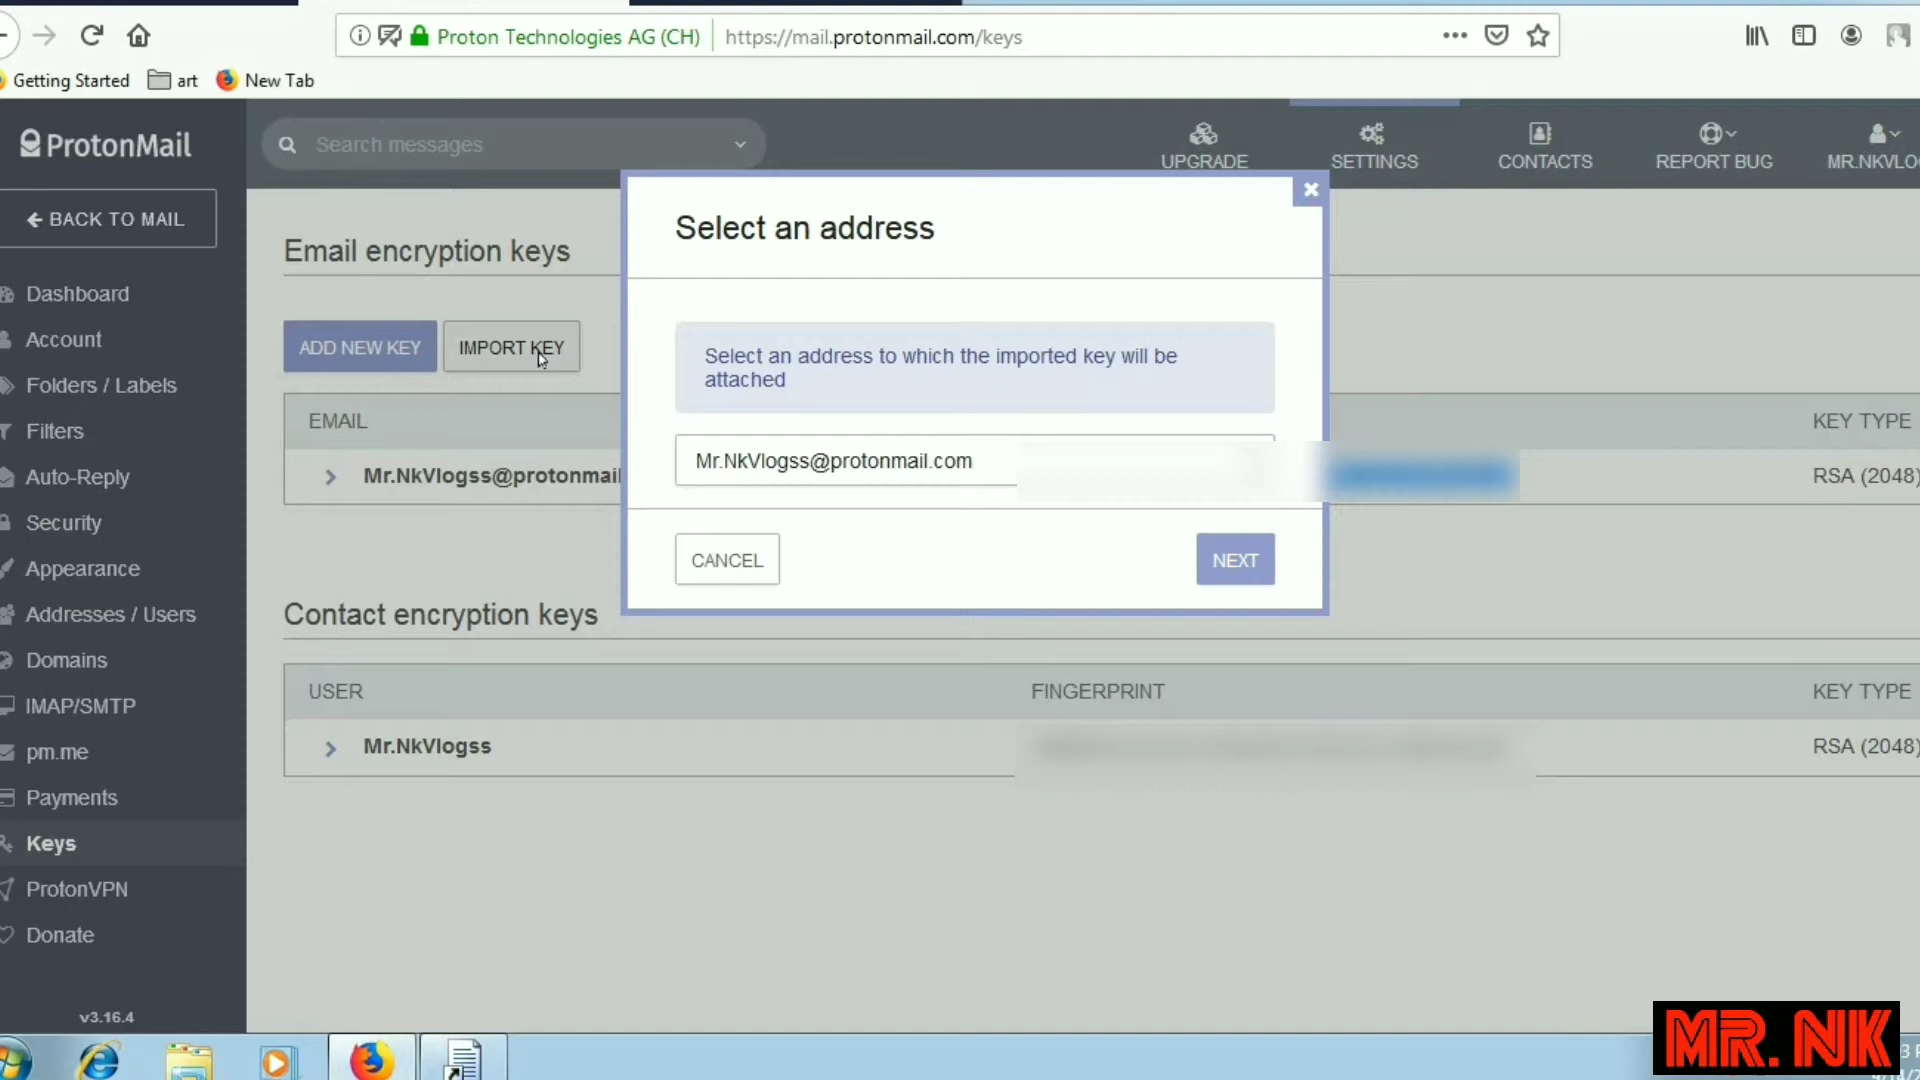 Proton Technologies AG (CH)
https://mail.protonmail.com/keys
Getting Started
art
New Tab
ProtonMail
Search messages
UPGRADE
SETTINGS
CONTACTS
REPORT BUG
MR.NKVLO
BACK TO MAIL
Dashboard
Account
Folders / Labels
Filters
Auto-Reply
Security
Appearance
Addresses / Users
Domains
IMAP/SMTP
pm.me
Payments
Keys
ProtonVPN
Donate
v3.16.4
Email encryption keys
ADD NEW KEY
IMPORT KEY
EMAIL
KEY TYPE
Mr.NkVlogss@protonmail
RSA (2048)
Select an address
Select an address to which the imported key will be
attached
Mr.NkVlogss@protonmail.com
CANCEL
NEXT
Contact encryption keys
USER
FINGERPRINT
KEY TYPE
Mr.NkVlogss
RSA (2048)
MR. NK